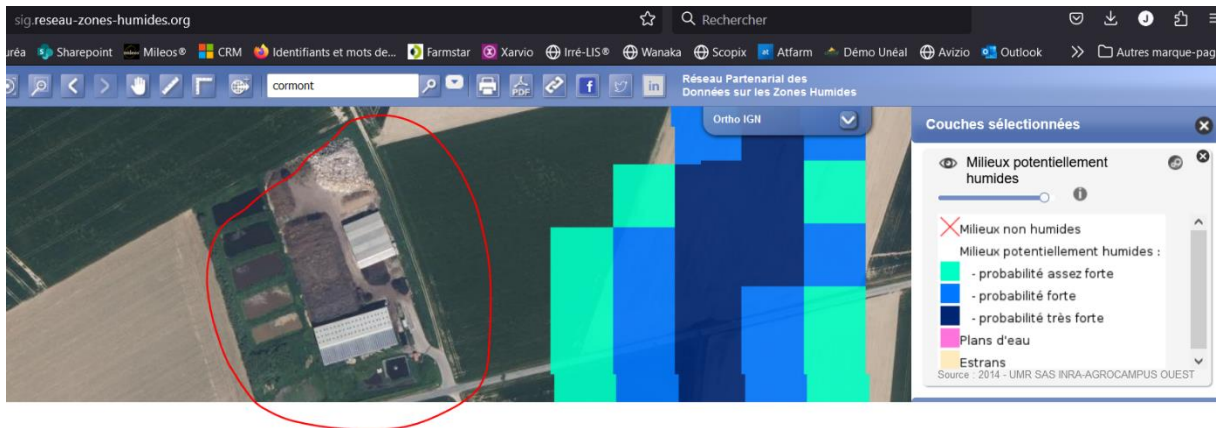 sig.reseau-zones-humides.org
Rechercher
uréa Sharepoint Mileos® CRM Identifiants et mots de... Farmstar Xarvio Irré-LIS® Wanaka Scopix Atfarm Démo Unéal Avizio Outlook Autres marque-pag
cormont
PDF
Réseau Partenarial des
Données sur les Zones Humides
Ortho IGN
Couches sélectionnées
Milieux potentiellement
humides
Milieux non humides
Milieux potentiellement humides :
- probabilité assez forte
- probabilité forte
- probabilité très forte
Plans d'eau
Estrans
Source : 2014 - UMR SAS INRA-AGROCAMPUS OUEST